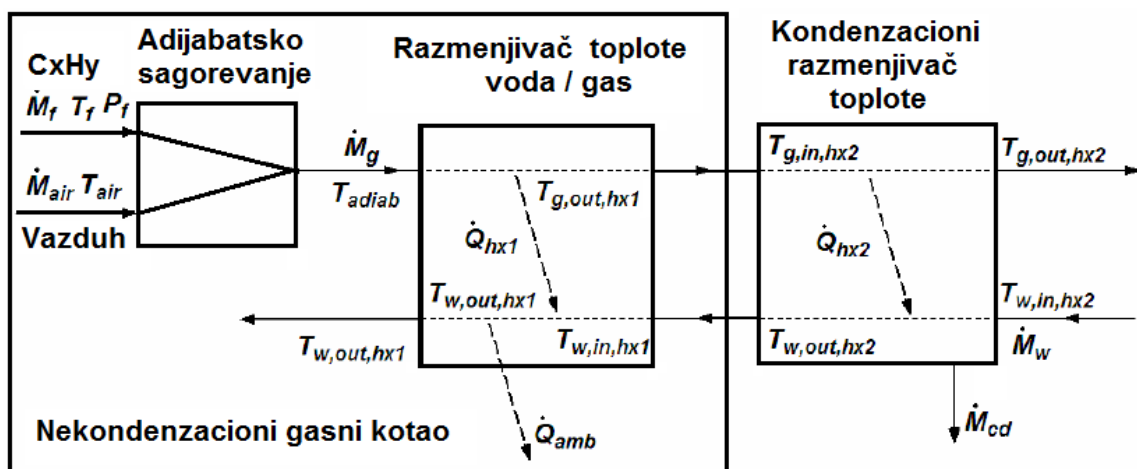 CxHy
Ṁf Tf Pf
Ṁair Tair
Vazduh
Adijabatsko
sagorevanje
Ṁg
Tadiab
Razmenjivač toplote
voda / gas
Tg,out,hx1
Q̇hx1
Tw,out,hx1
Tw,in,hx1
Tw,out,hx1
Q̇amb
Nekondenzacioni gasni kotao
Kondenzacioni
razmenjivač
toplote
Tg,in,hx2
Tg,out,hx2
Q̇hx2
Tw,in,hx2
Tw,out,hx2
Ṁw
Ṁcd